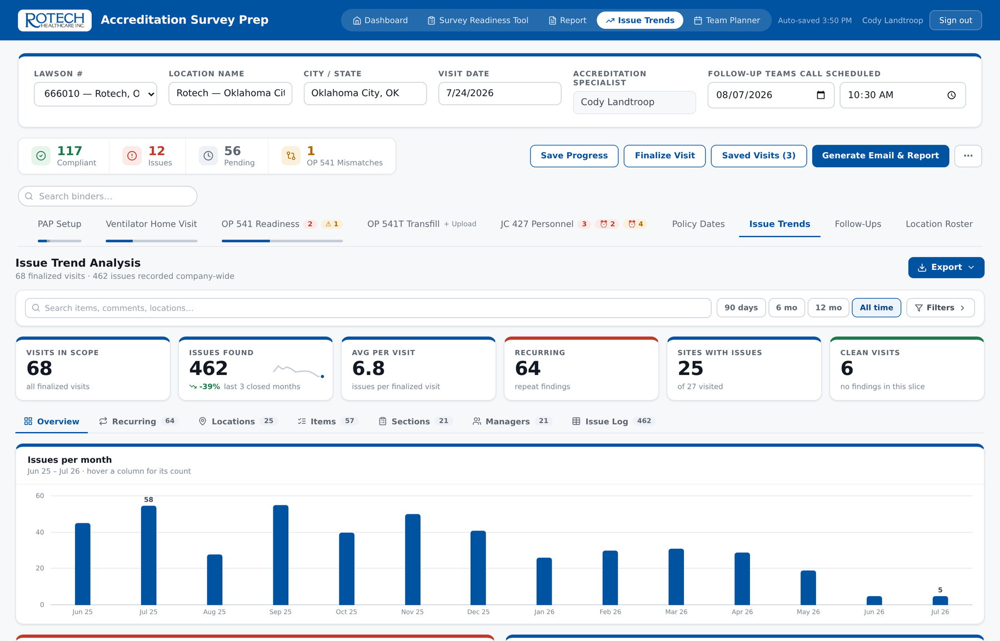 ROTECH
HEALTHCARE INC.
Accreditation Survey Prep
Dashboard
Survey Readiness Tool
Report
Issue Trends
Team Planner
Auto-saved 3:50 PM
Cody Landtroop
Sign out
LAWSON #
LOCATION NAME
CITY / STATE
VISIT DATE
ACCREDITATION
SPECIALIST
FOLLOW-UP TEAMS CALL SCHEDULED
666010 — Rotech, O
Rotech — Oklahoma Cit
Oklahoma City, OK
7/24/2026
Cody Landtroop
08/07/2026
10:30 AM
117
Compliant
12
Issues
56
Pending
1
OP 541 Mismatches
Save Progress
Finalize Visit
Saved Visits (3)
Generate Email & Report
...
Search binders...
PAP Setup
Ventilator Home Visit
OP 541 Readiness 2 ⚠ 1
OP 541T Transfill + Upload
JC 427 Personnel 3 ⏰ 2 ⏰ 4
Policy Dates
Issue Trends
Follow-Ups
Location Roster
Issue Trend Analysis
68 finalized visits · 462 issues recorded company-wide
Export
Search items, comments, locations...
90 days
6 mo
12 mo
All time
Filters
VISITS IN SCOPE
68
all finalized visits
ISSUES FOUND
462
-39% last 3 closed months
AVG PER VISIT
6.8
issues per finalized visit
RECURRING
64
repeat findings
SITES WITH ISSUES
25
of 27 visited
CLEAN VISITS
6
no findings in this slice
Overview
Recurring 64
Locations 25
Items 57
Sections 21
Managers 21
Issue Log 462
Issues per month
Jun 25 – Jul 26 · hover a column for its count
60
40
20
0
58
5
Jun 25
Jul 25
Aug 25
Sep 25
Oct 25
Nov 25
Dec 25
Jan 26
Feb 26
Mar 26
Apr 26
May 26
Jun 26
Jul 26